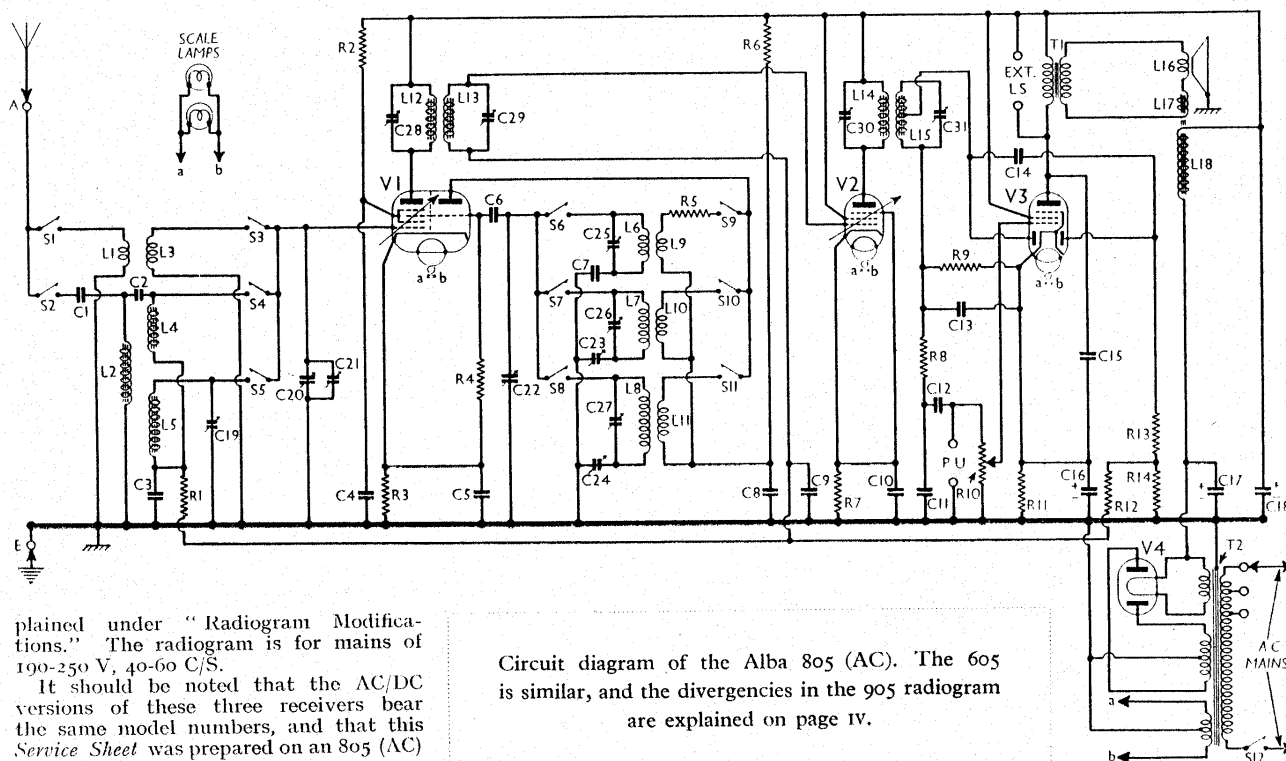 SCALE
LAMPS
A
a b
S1
L1
L3
S3
S2
C1
C2
S4
L4
L2
L5
S5
C19
C3
R1
E
R2
L12
L13
C28
C29
V1
a b
C20
C21
C4
R3
R4
C5
C6
C22
S6
C25
L6
L9
R5
S9
C7
S7
L7
L10
S10
C26
C23
S8
L8
L11
S11
C27
C24
R6
C8
C9
L14
C30
L15
C31
V2
a b
R7
C10
R9
C13
R8
C12
P U
R10
C11
EXT.
LS
T1
L16
L17
L18
C14
V3
a b
C15
R11
C16
R12
R13
R14
C17
C18
V4
T2
A C
MAINS
a
b
S12
plained under " Radiogram Modifica-
tions." The radiogram is for mains of
190-250 V, 40-60 C/S.
It should be noted that the AC/DC
versions of these three receivers bear
the same model numbers, and that this
Service Sheet was prepared on an 805 (AC)
Circuit diagram of the Alba 805 (AC). The 605
is similar, and the divergencies in the 905 radiogram
are explained on page IV.